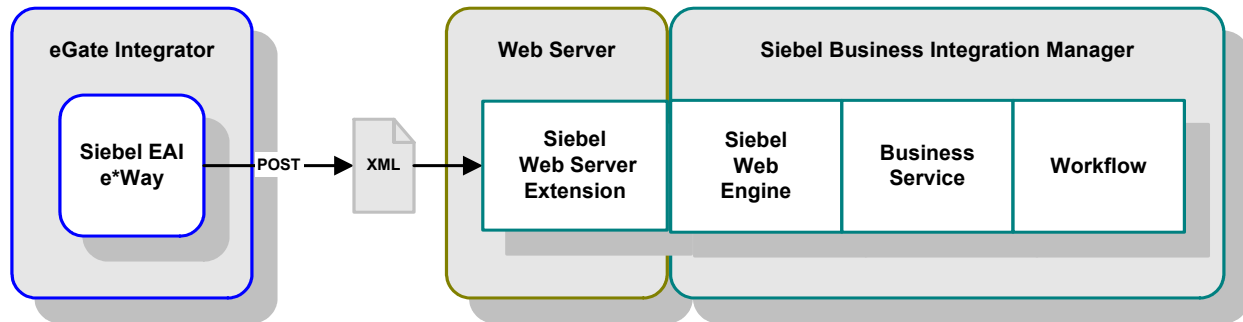 eGate Integrator
Siebel EAI
e*Way
POST
XML
Web Server
Siebel
Web Server
Extension
Siebel Business Integration Manager
Siebel
Web
Engine
Business
Service
Workflow